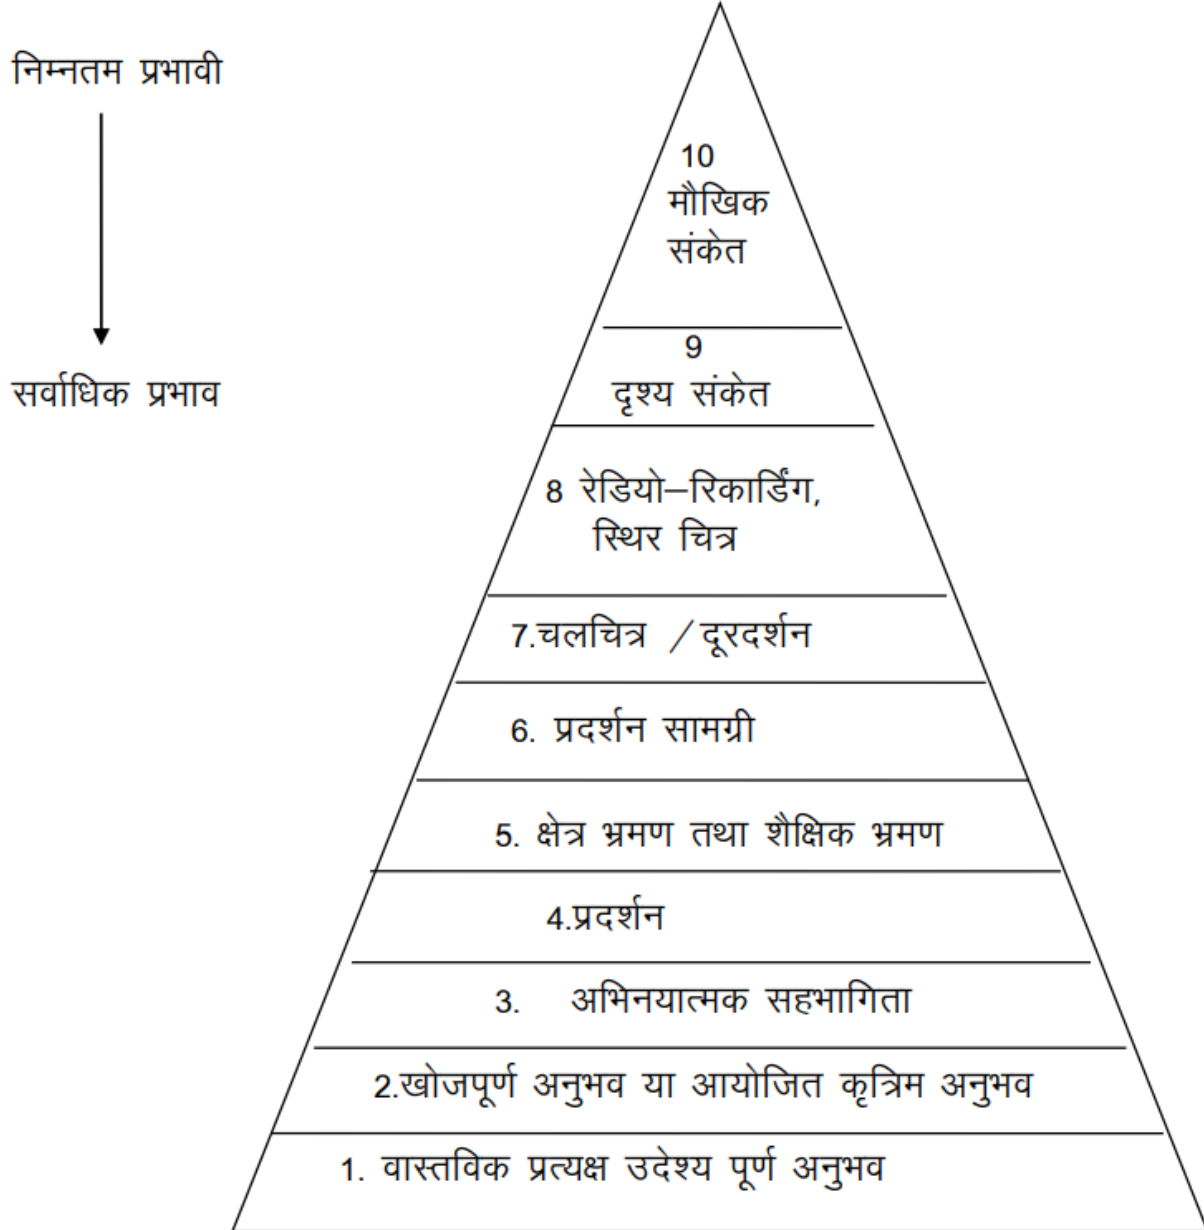 निम्नतम प्रभावी
10
मौखिक
संकेत
9
सर्वाधिक प्रभाव
दृश्य संकेत
8 रेडियो–रिकार्डिंग,
स्थिर चित्र
7.चलचित्र / दूरदर्शन
6. प्रदर्शन सामग्री
5. क्षेत्र भ्रमण तथा शैक्षिक भ्रमण
4.प्रदर्शन
3. अभिनयात्मक सहभागिता
2.खोजपूर्ण अनुभव या आयोजित कृत्रिम अनुभव
1. वास्तविक प्रत्यक्ष उदेश्य पूर्ण अनुभव